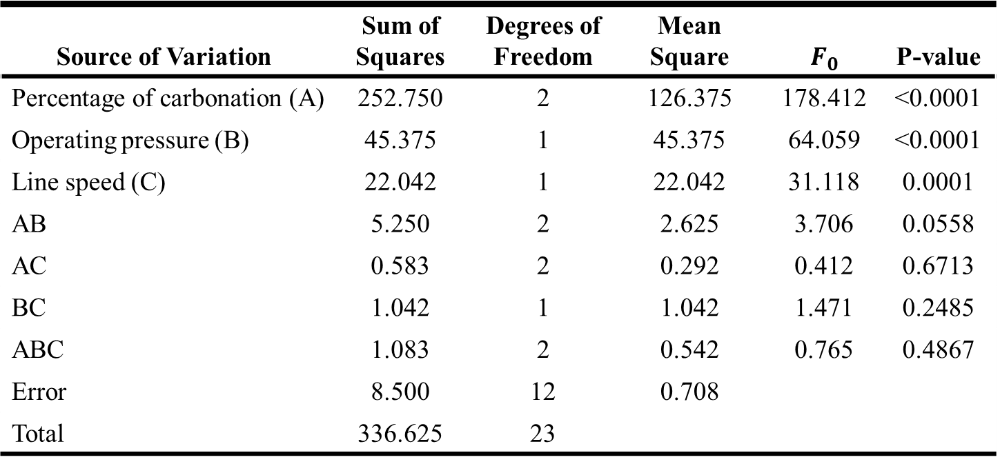 Source of Variation Sum of Squares Degrees of Freedom Mean Square F₀ P-value
Percentage of carbonation (A) 252.750 2 126.375 178.412 <0.0001
Operating pressure (B) 45.375 1 45.375 64.059 <0.0001
Line speed (C) 22.042 1 22.042 31.118 0.0001
AB 5.250 2 2.625 3.706 0.0558
AC 0.583 2 0.292 0.412 0.6713
BC 1.042 1 1.042 1.471 0.2485
ABC 1.083 2 0.542 0.765 0.4867
Error 8.500 12 0.708
Total 336.625 23